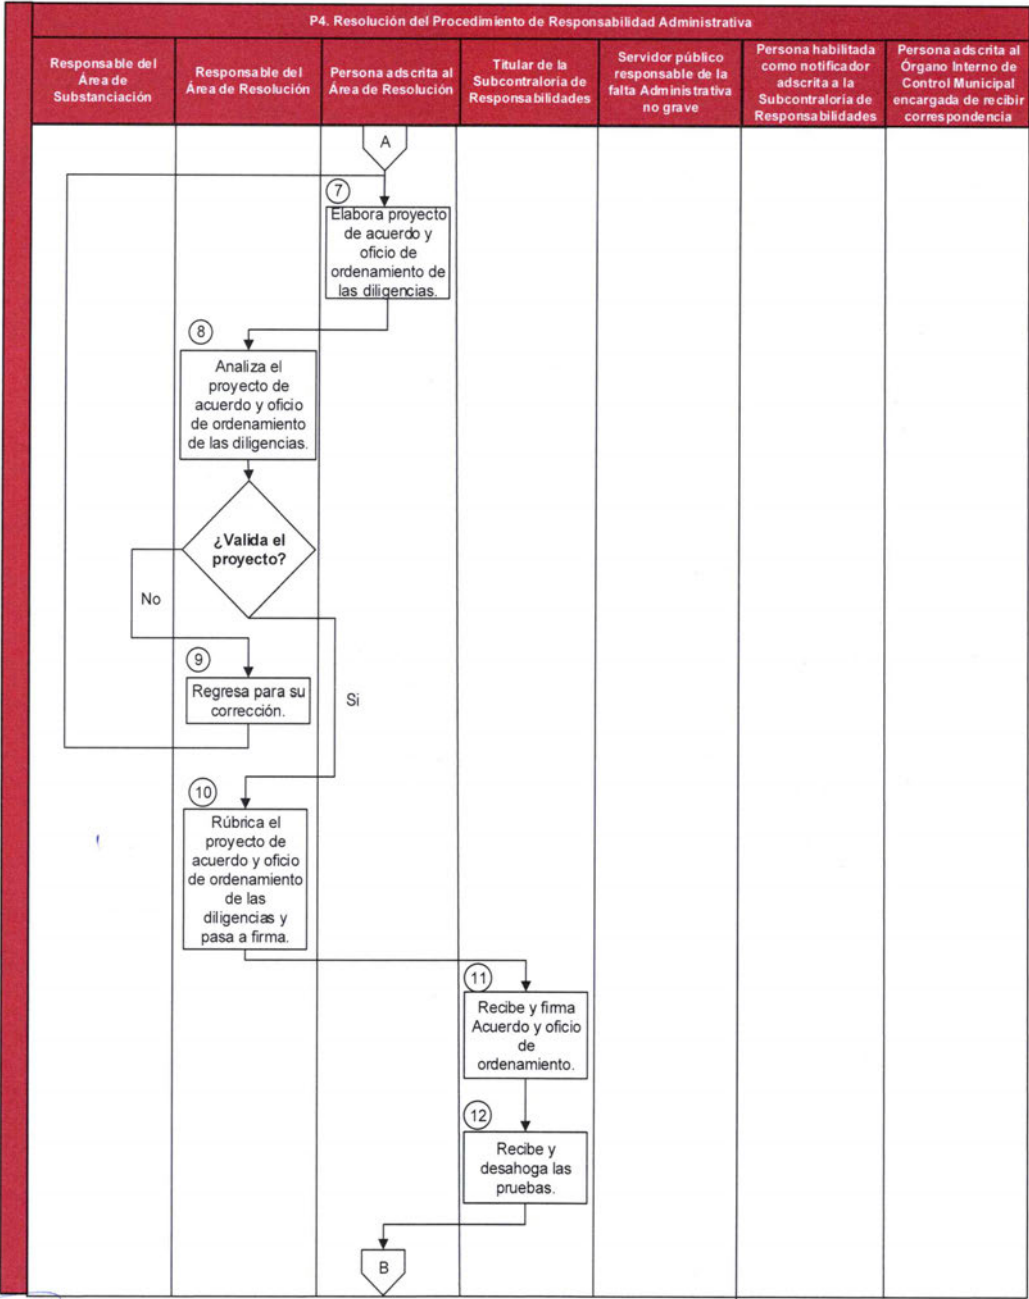 P4. Resolución del Procedimiento de Responsabilidad Administrativa
Responsable del
Área de
Substanciación
Responsable del
Área de Resolución
Persona adscrita al
Área de Resolución
Titular de la
Subcontraloría de
Responsabilidades
Servidor público
responsable de la
falta Administrativa
no grave
Persona habilitada
como notificador
adscrita a la
Subcontraloría de
Responsabilidades
Persona adscrita al
Órgano Interno de
Control Municipal
encargada de recibir
correspondencia
A
7
Elabora proyecto
de acuerdo y
oficio de
ordenamiento de
las diligencias.
8
Analiza el
proyecto de
acuerdo y oficio
de ordenamiento
de las diligencias.
¿Valida el
proyecto?
No
9
Regresa para su
corrección.
Si
10
Rúbrica el
proyecto de
acuerdo y oficio
de ordenamiento
de las
diligencias y
pasa a firma.
11
Recibe y firma
Acuerdo y oficio
de
ordenamiento.
12
Recibe y
desahoga las
pruebas.
B